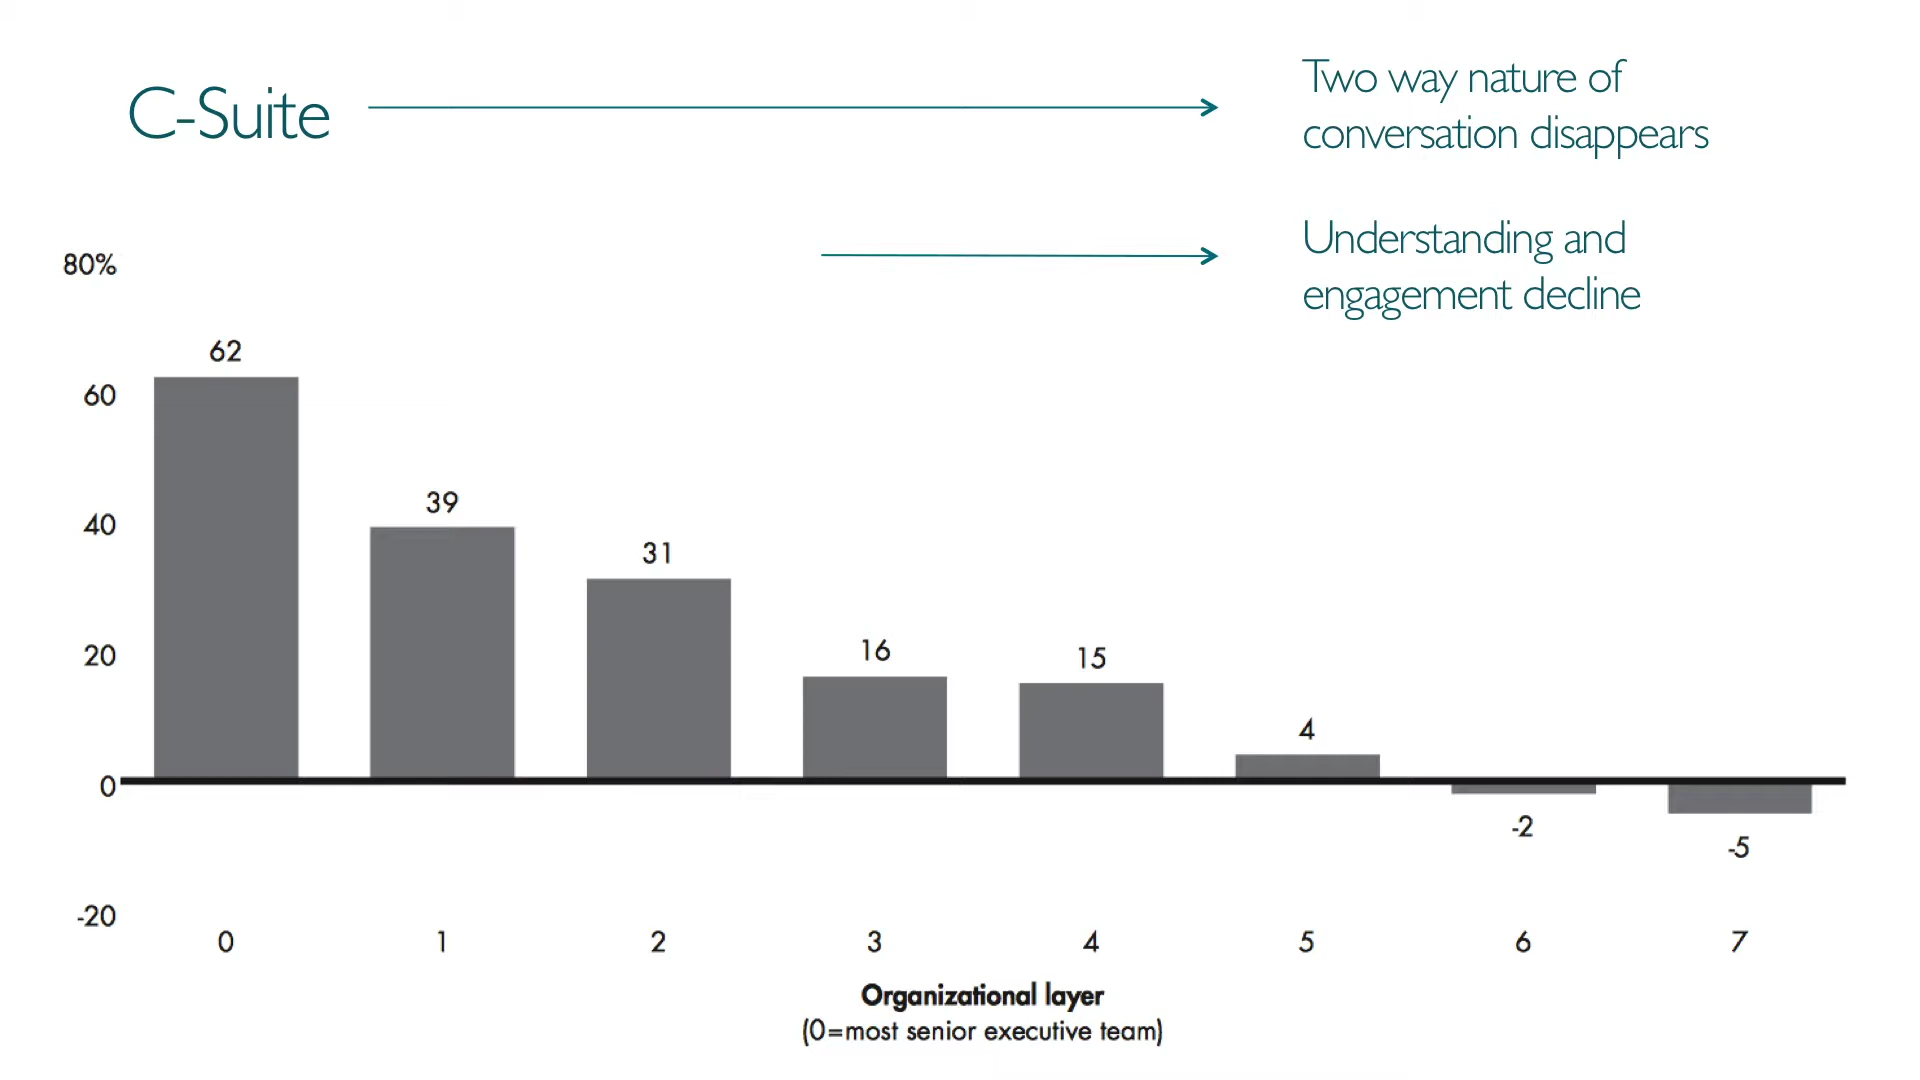 C-Suite
Two way nature of
conversation disappears
Understanding and
engagement decline
80%
60
40
20
0
-20
62
39
31
16
15
4
-2
-5
0 1 2 3 4 5 6 7
Organizational layer
(0=most senior executive team)